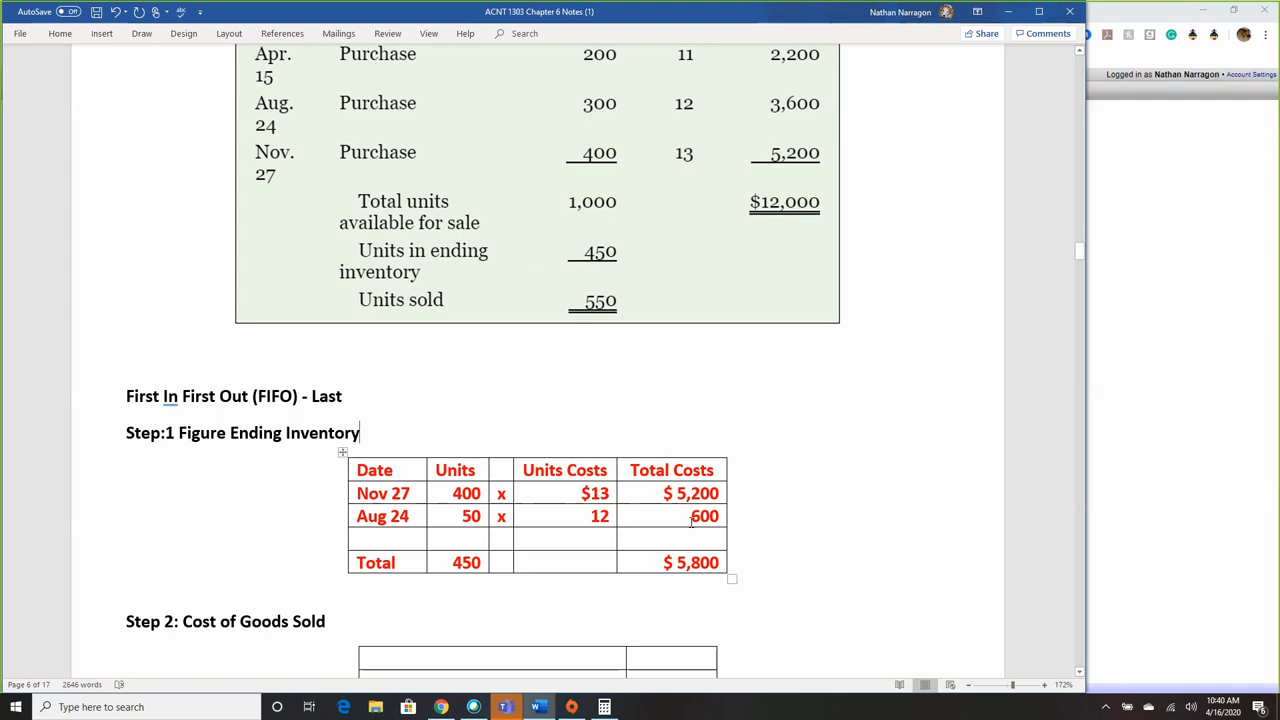 AutoSave Off ACNT 1303 Chapter 6 Notes (1) Nathan Narragon
File Home Insert Draw Design Layout References Mailings Review View Help Search Share Comments
Logged in as Nathan Narragon • Account Settings
Apr. Purchase 200 11 2,200
15
Aug. Purchase 300 12 3,600
24
Nov. Purchase 400 13 5,200
27
Total units 1,000 $12,000
available for sale
Units in ending 450
inventory
Units sold 550
First In First Out (FIFO) - Last
Step:1 Figure Ending Inventory
Date Units Units Costs Total Costs
Nov 27 400 x $13 $ 5,200
Aug 24 50 x 12 600
Total 450 $ 5,800
Step 2: Cost of Goods Sold
Page 6 of 17 2646 words 172%
Type here to search 10:40 AM
4/16/2020